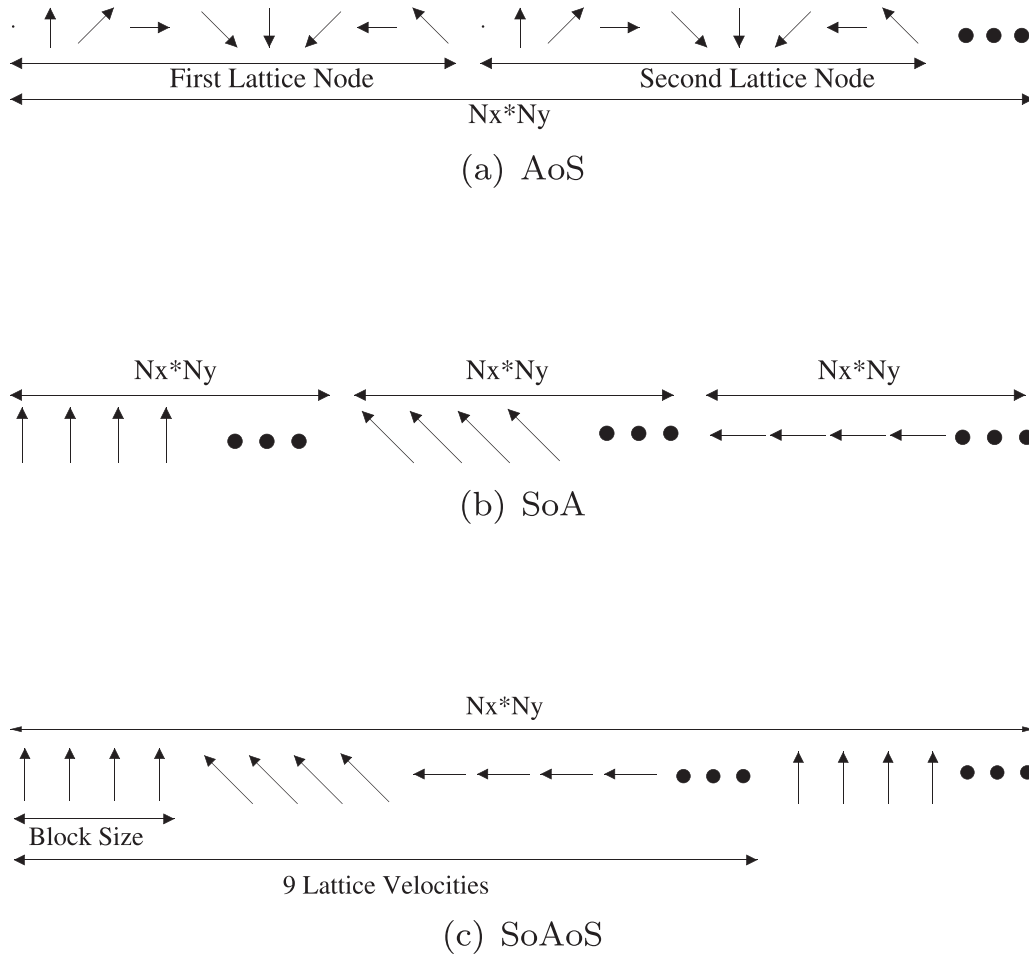 First Lattice Node
Second Lattice Node
Nx*Ny
(a) AoS
Nx*Ny
Nx*Ny
Nx*Ny
(b) SoA
Nx*Ny
Block Size
9 Lattice Velocities
(c) SoAoS